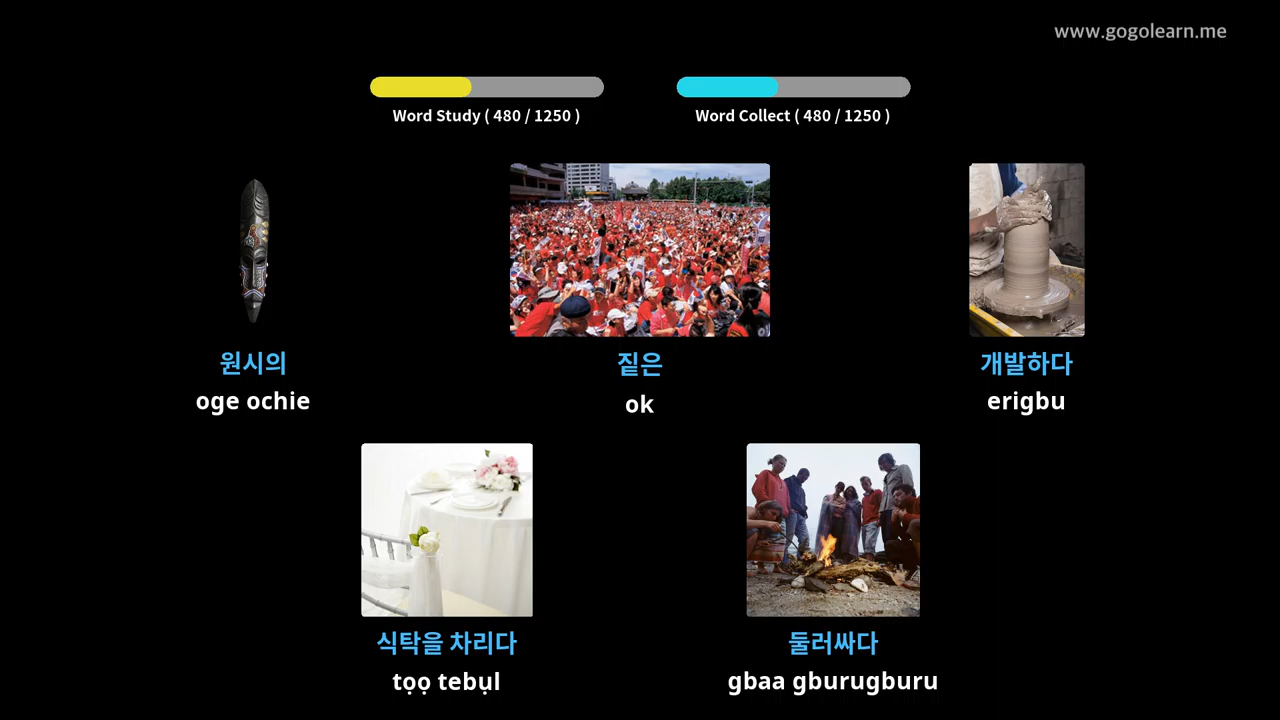 www.gogolearn.me
Word Study ( 480 / 1250 )
Word Collect ( 480 / 1250 )
원시의
oge ochie
짙은
ok
개발하다
erigbu
식탁을 차리다
tọọ tebụl
둘러싸다
gbaa gburugburu